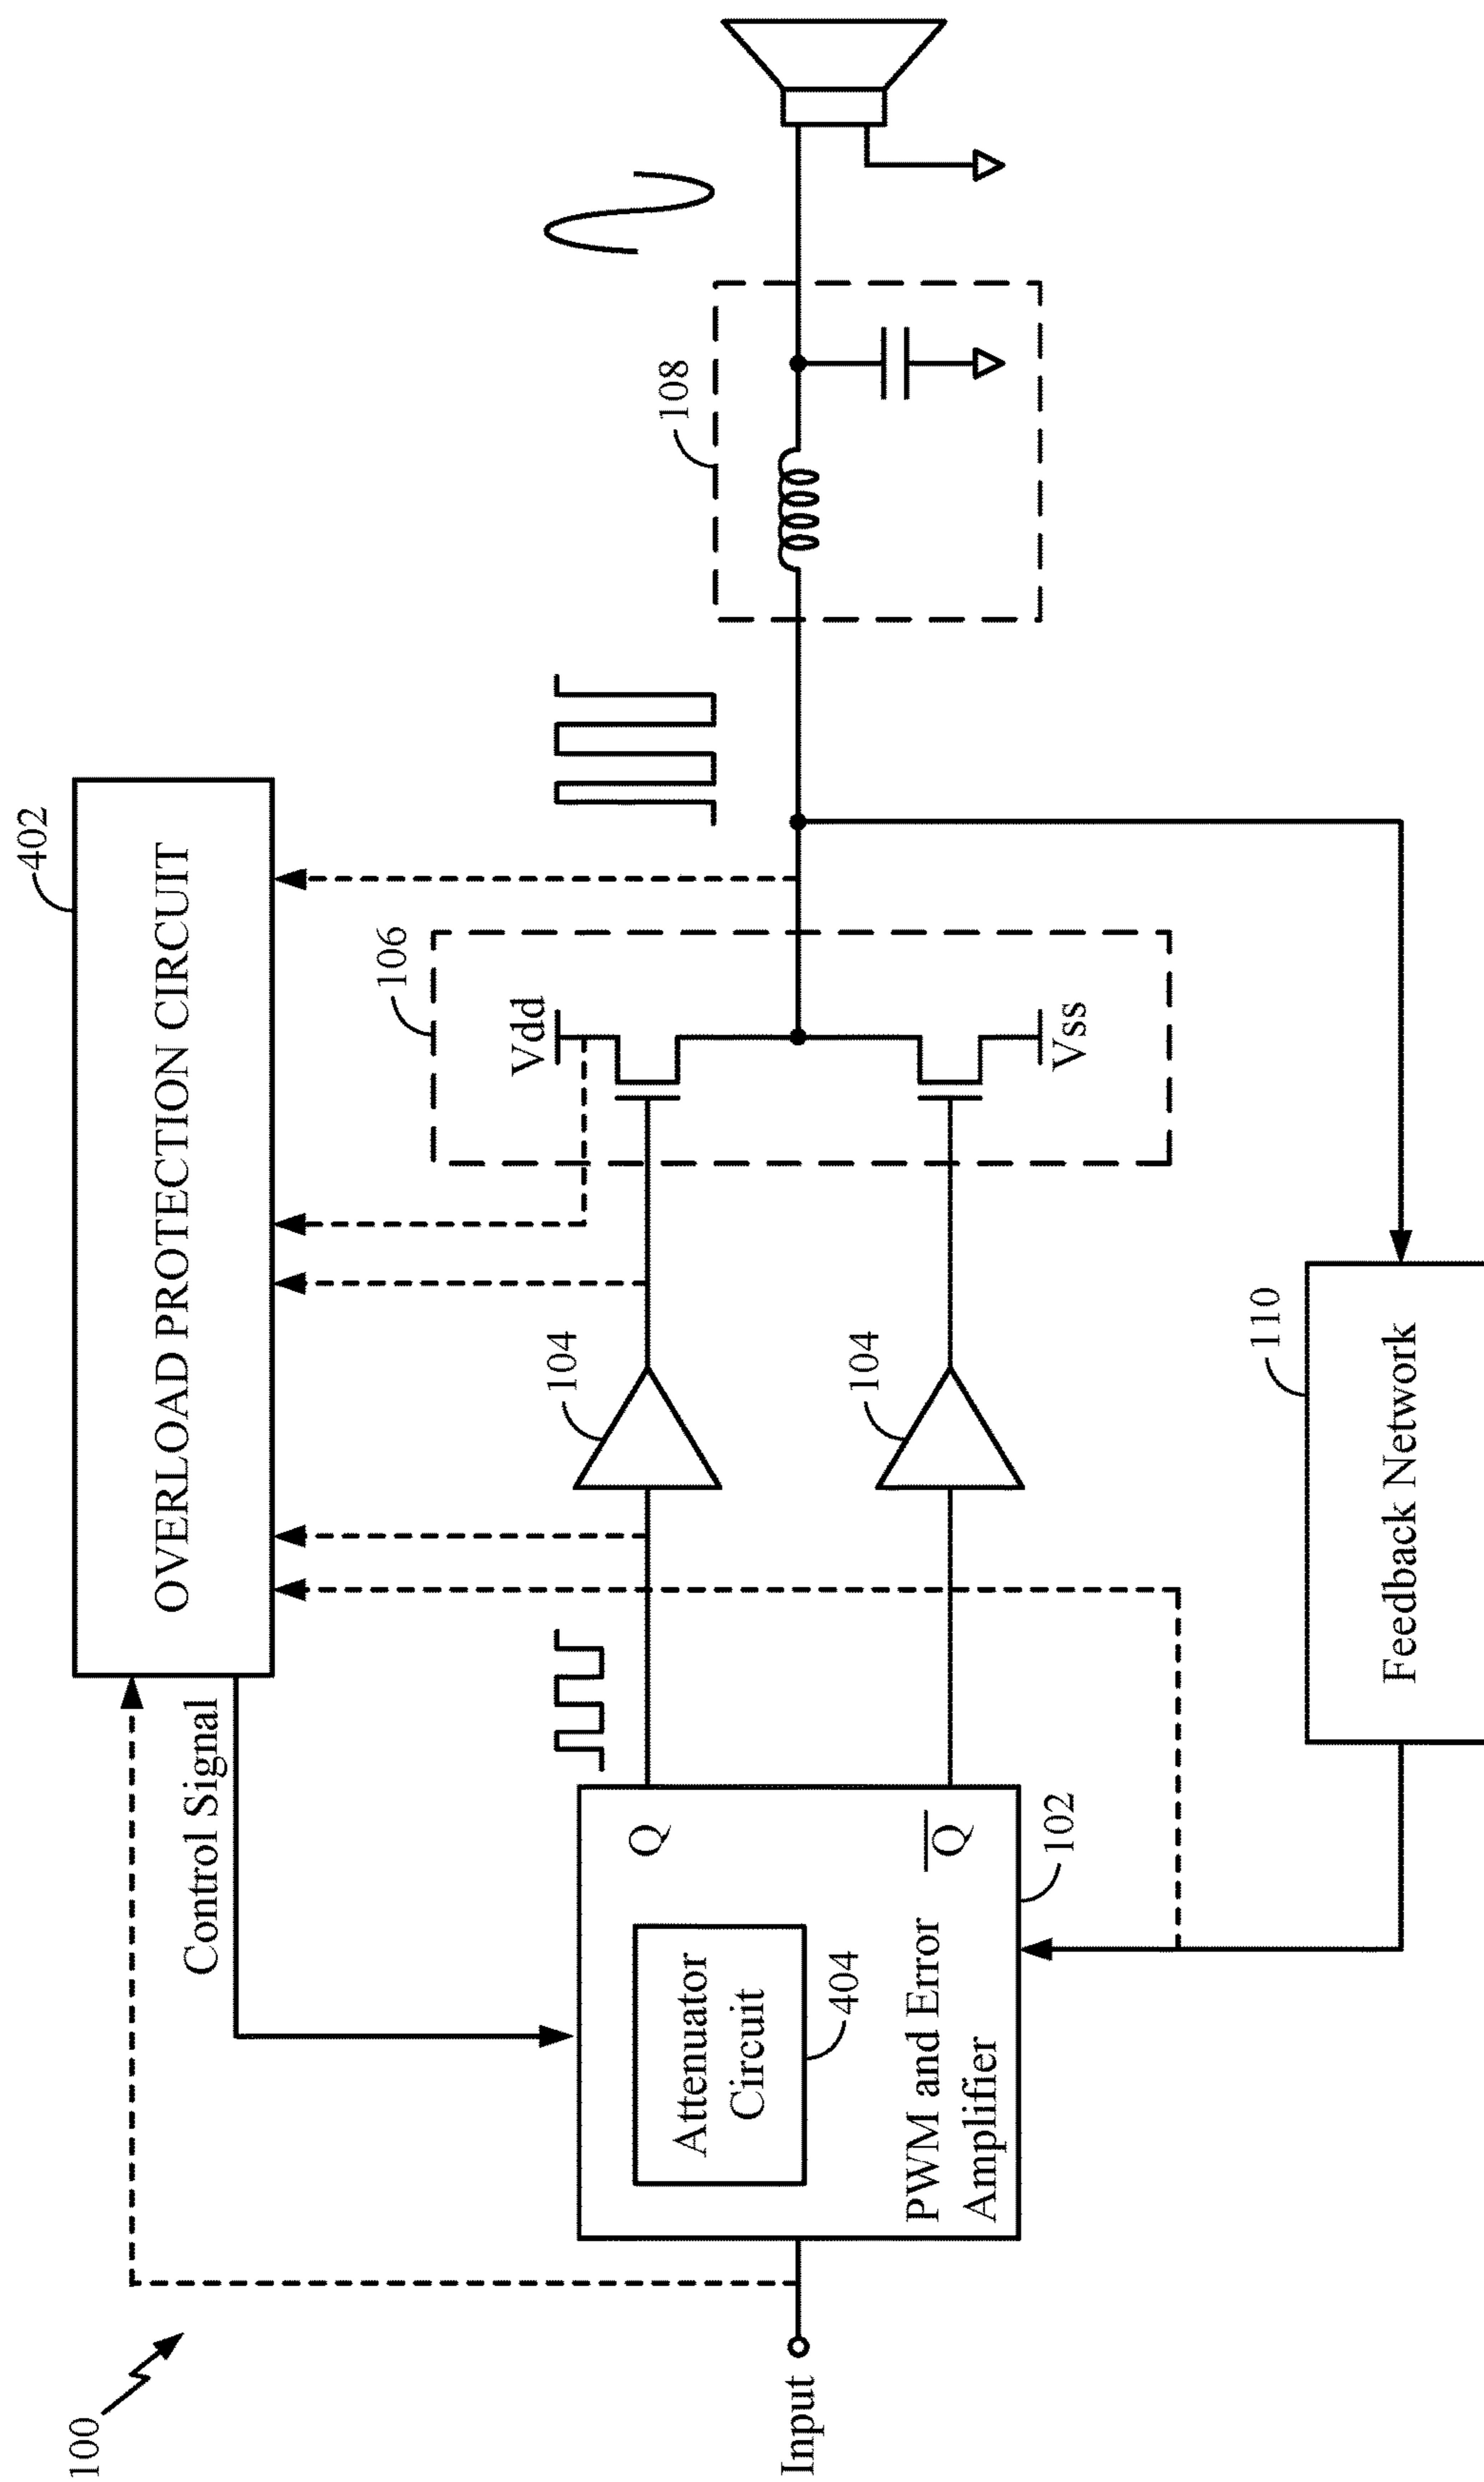 100
402
OVERLOAD PROTECTION CIRCUIT
Control Signal
106
Vdd
Vss
108
104
104
Q
Q̅
Attenuator
Circuit
404
PWM and Error
Amplifier
102
Input
110
Feedback Network